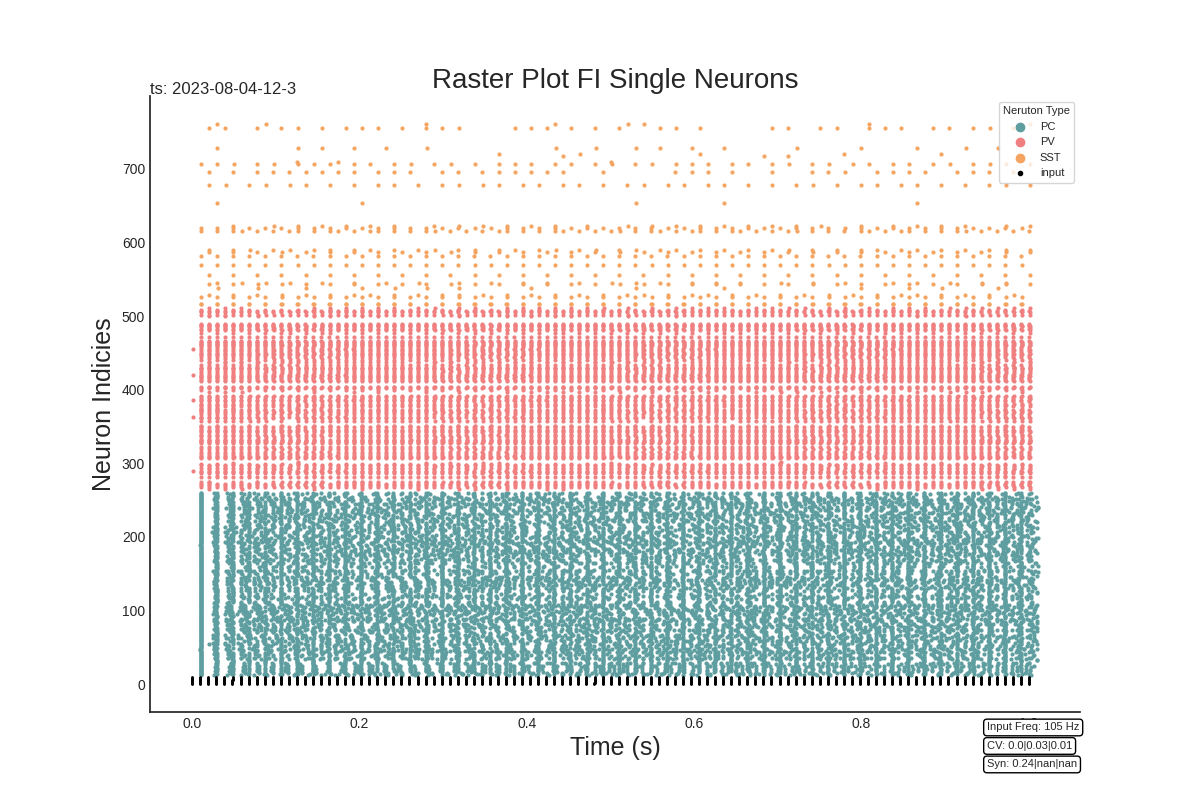 Raster Plot FI Single Neurons
ts: 2023-08-04-12-3
Neruton Type
PC
PV
SST
input
700
600
500
400
300
200
100
0
Neuron Indicies
0.0 0.2 0.4 0.6 0.8
Time (s)
Input Freq: 105 Hz
CV: 0.0|0.03|0.01
Syn: 0.24|nan|nan